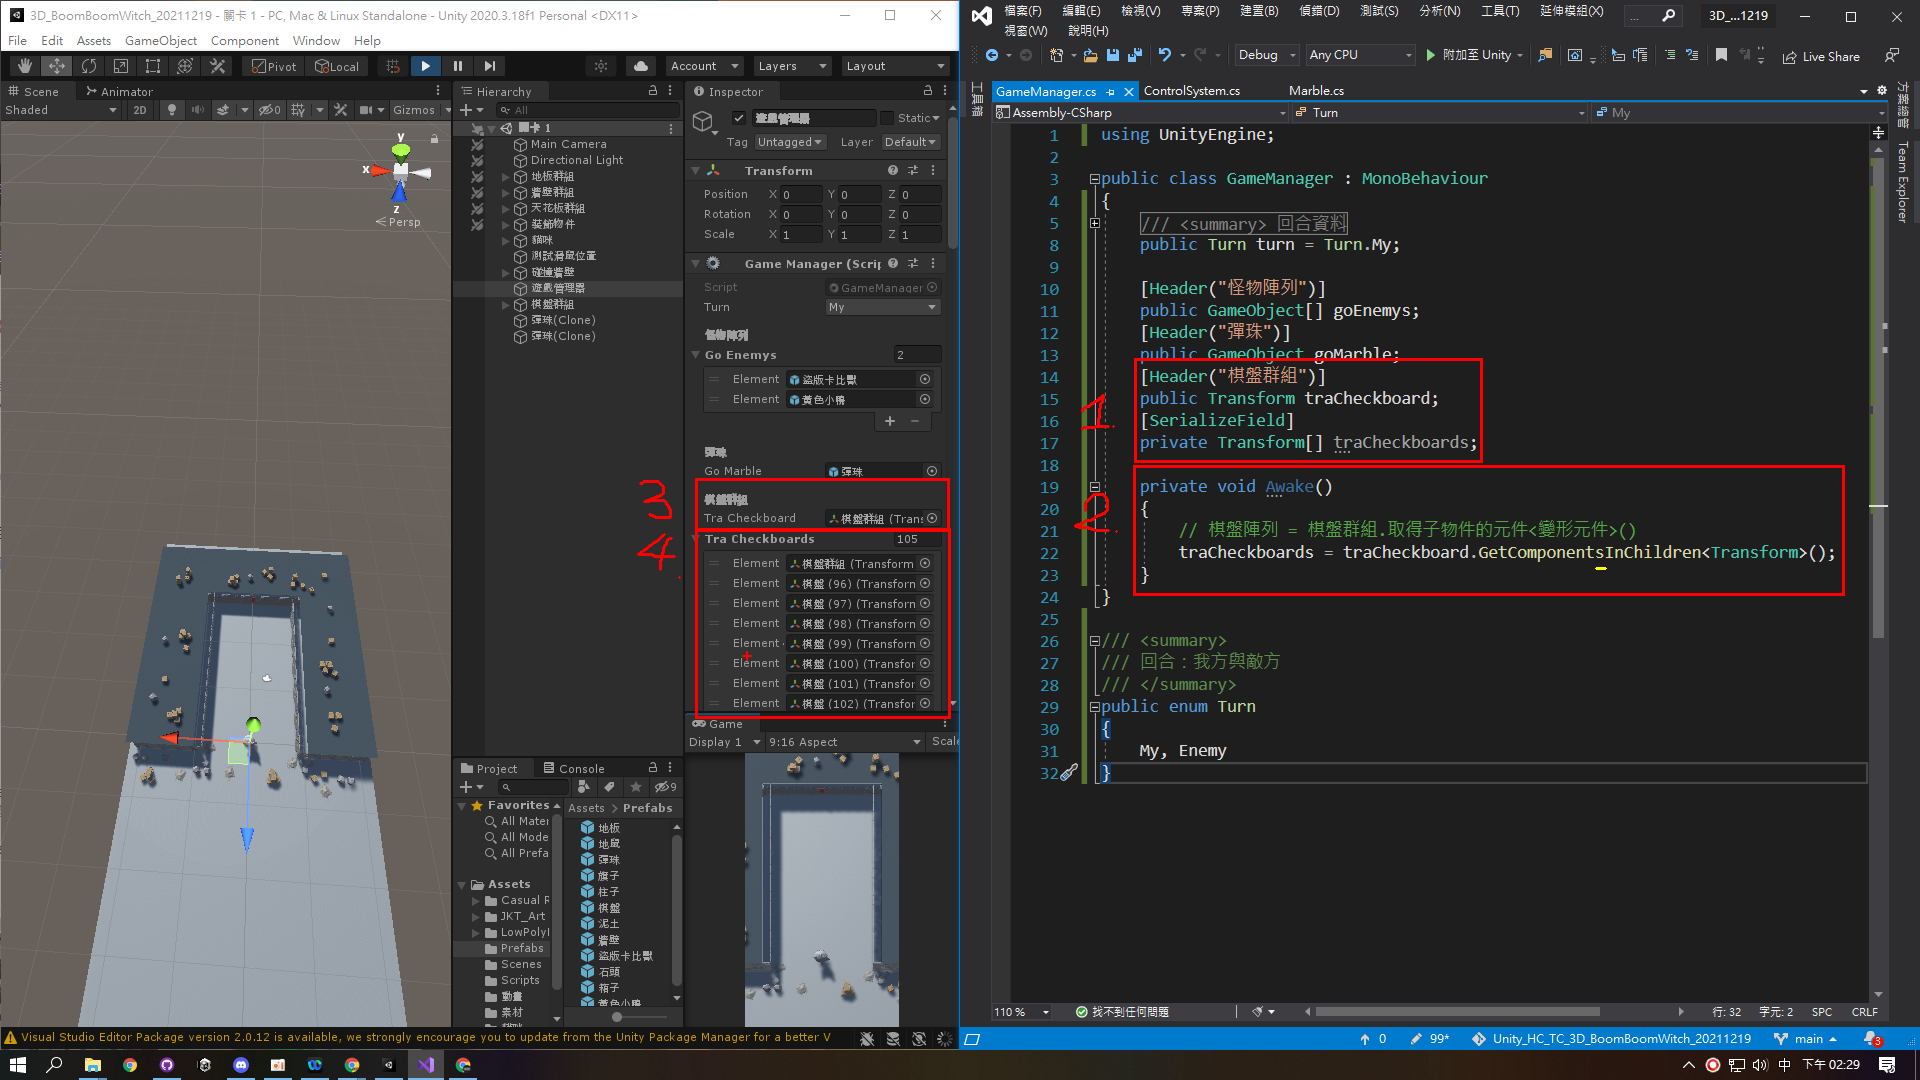 3D_BoomBoomWitch_20211219 - 關卡 1 - PC, Mac & Linux Standalone - Unity 2020.3.18f1 Personal <DX11>
File Edit Assets GameObject Component Window Help
Pivot Local Account Layers Layout
Scene Animator
Shaded 2D 0 Gizmos
y
x
z
Persp
Hierarchy
All
關卡 1
Main Camera
Directional Light
地板群組
牆壁群組
天花板群組
裝飾物件
貓咪
測試滑鼠位置
碰撞牆壁
遊戲管理器
棋盤群組
彈珠(Clone)
彈珠(Clone)
Inspector
遊戲管理器 Static
Tag Untagged Layer Default
Transform
Position X 0 Y 0 Z 0
Rotation X 0 Y 0 Z 0
Scale X 1 Y 1 Z 1
Game Manager (Scrip
Script GameManager
Turn My
怪物陣列
Go Enemys 2
Element 盜版卡比獸
Element 黃色小鴨
+ −
彈珠
Go Marble 彈珠
3
棋盤群組
Tra Checkboard 棋盤群組 (Trans
4
Tra Checkboards 105
Element 棋盤群組 (Transform
Element 棋盤 (96) (Transforn
Element 棋盤 (97) (Transforn
Element 棋盤 (98) (Transforn
Element 棋盤 (99) (Transforn
Element 棋盤 (100) (Transfor
Element 棋盤 (101) (Transfor
Element 棋盤 (102) (Transfor
Game
Display 1 9:16 Aspect Scale
Project Console
9
Favorites
All Mater
All Mode
All Prefa
Assets
Casual F
JKT_Art
LowPolyI
Prefabs
Scenes
Scripts
動畫
素材
Assets > Prefabs
地板
地鼠
彈珠
旗子
柱子
棋盤
泥土
牆壁
盜版卡比獸
石頭
箱子
黃色小鴨
Visual Studio Editor Package version 2.0.12 is available, we strongly encourage you to update from the Unity Package Manager for a better V
檔案(F) 編輯(E) 檢視(V) 專案(P) 建置(B) 偵錯(D) 測試(S) 分析(N) 工具(T) 延伸模組(X) ... 3D_...1219
視窗(W) 說明(H)
Debug Any CPU 附加至 Unity Live Share
工具箱
GameManager.cs ControlSystem.cs Marble.cs
Assembly-CSharp Turn My
方案總管
Team Explorer
1 using UnityEngine;
2
3 public class GameManager : MonoBehaviour
4 {
5 /// <summary> 回合資料
8 public Turn turn = Turn.My;
9
10 [Header("怪物陣列")]
11 public GameObject[] goEnemys;
12 [Header("彈珠")]
13 public GameObject goMarble;
14 [Header("棋盤群組")]
1.
15 public Transform traCheckboard;
16 [SerializeField]
17 private Transform[] traCheckboards;
18
19 private void Awake()
2.
20 {
21 // 棋盤陣列 = 棋盤群組.取得子物件的元件<變形元件>()
22 traCheckboards = traCheckboard.GetComponentsInChildren<Transform>();
23 }
24 }
25
26 /// <summary>
27 /// 回合：我方與敵方
28 /// </summary>
29 public enum Turn
30 {
31 My, Enemy
32 }
110 % 找不到任何問題 行: 32 字元: 2 SPC CRLF
0 99* Unity_HC_TC_3D_BoomBoomWitch_20211219 main 3
中 下午 02:29